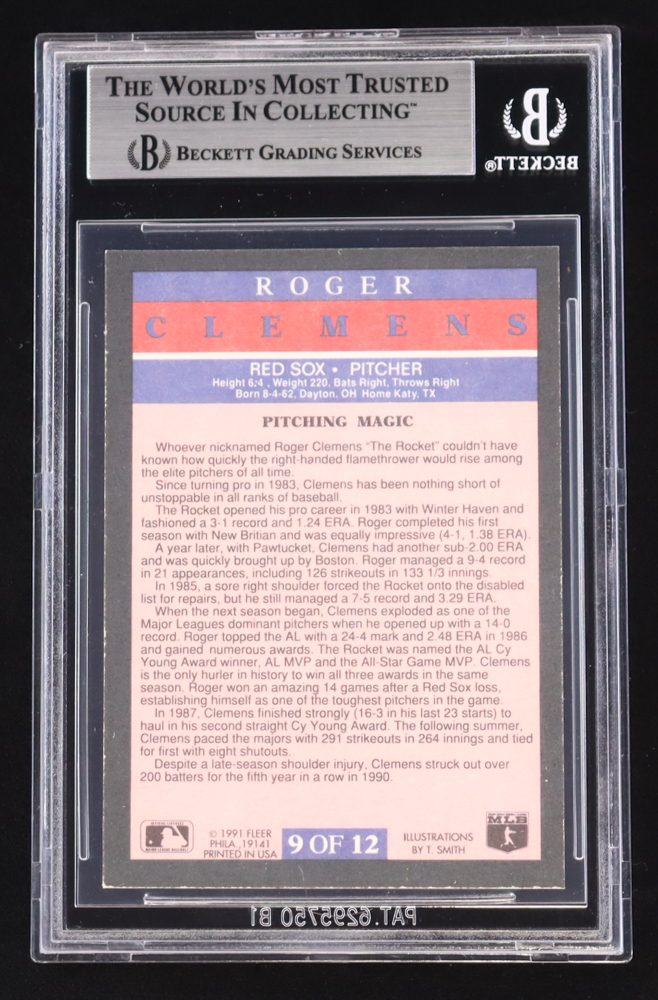 THE WORLD'S MOST TRUSTED
SOURCE IN COLLECTING™
B BECKETT GRADING SERVICES
B
BECKETT®
ROGER
CLEMENS
RED SOX • PITCHER
Height 6:4 , Weight 220, Bats Right, Throws Right
Born 8-4-62, Dayton, OH Home Katy, TX
PITCHING MAGIC
Whoever nicknamed Roger Clemens "The Rocket" couldn't have
known how quickly the right-handed flamethrower would rise among
the elite pitchers of all time.
Since turning pro in 1983, Clemens has been nothing short of
unstoppable in all ranks of baseball.
The Rocket opened his pro career in 1983 with Winter Haven and
fashioned a 3-1 record and 1.24 ERA. Roger completed his first
season with New Britian and was equally impressive (4-1, 1.38 ERA).
A year later, with Pawtucket, Clemens had another sub-2.00 ERA
and was quickly brought up by Boston. Roger managed a 9-4 record
in 21 appearances, including 126 strikeouts in 133 1/3 innings.
In 1985, a sore right shoulder forced the Rocket onto the disabled
list for repairs, but he still managed a 7-5 record and 3.29 ERA.
When the next season began, Clemens exploded as one of the
Major Leagues dominant pitchers when he opened up with a 14-0
record. Roger topped the AL with a 24-4 mark and 2.48 ERA in 1986
and gained numerous awards. The Rocket was named the AL Cy
Young Award winner, AL MVP and the All-Star Game MVP. Clemens
is the only hurler in history to win all three awards in the same
season. Roger won an amazing 14 games after a Red Sox loss,
establishing himself as one of the toughest pitchers in the game.
In 1987, Clemens finished strongly (16-3 in his last 23 starts) to
haul in his second straight Cy Young Award. The following summer,
Clemens paced the majors with 291 strikeouts in 264 innings and tied
for first with eight shutouts.
Despite a late-season shoulder injury, Clemens struck out over
200 batters for the fifth year in a row in 1990.
© 1991 FLEER
PHILA., 19141
PRINTED IN USA
9 OF 12
ILLUSTRATIONS
BY T. SMITH
MLB
PAT. 6295750 B1